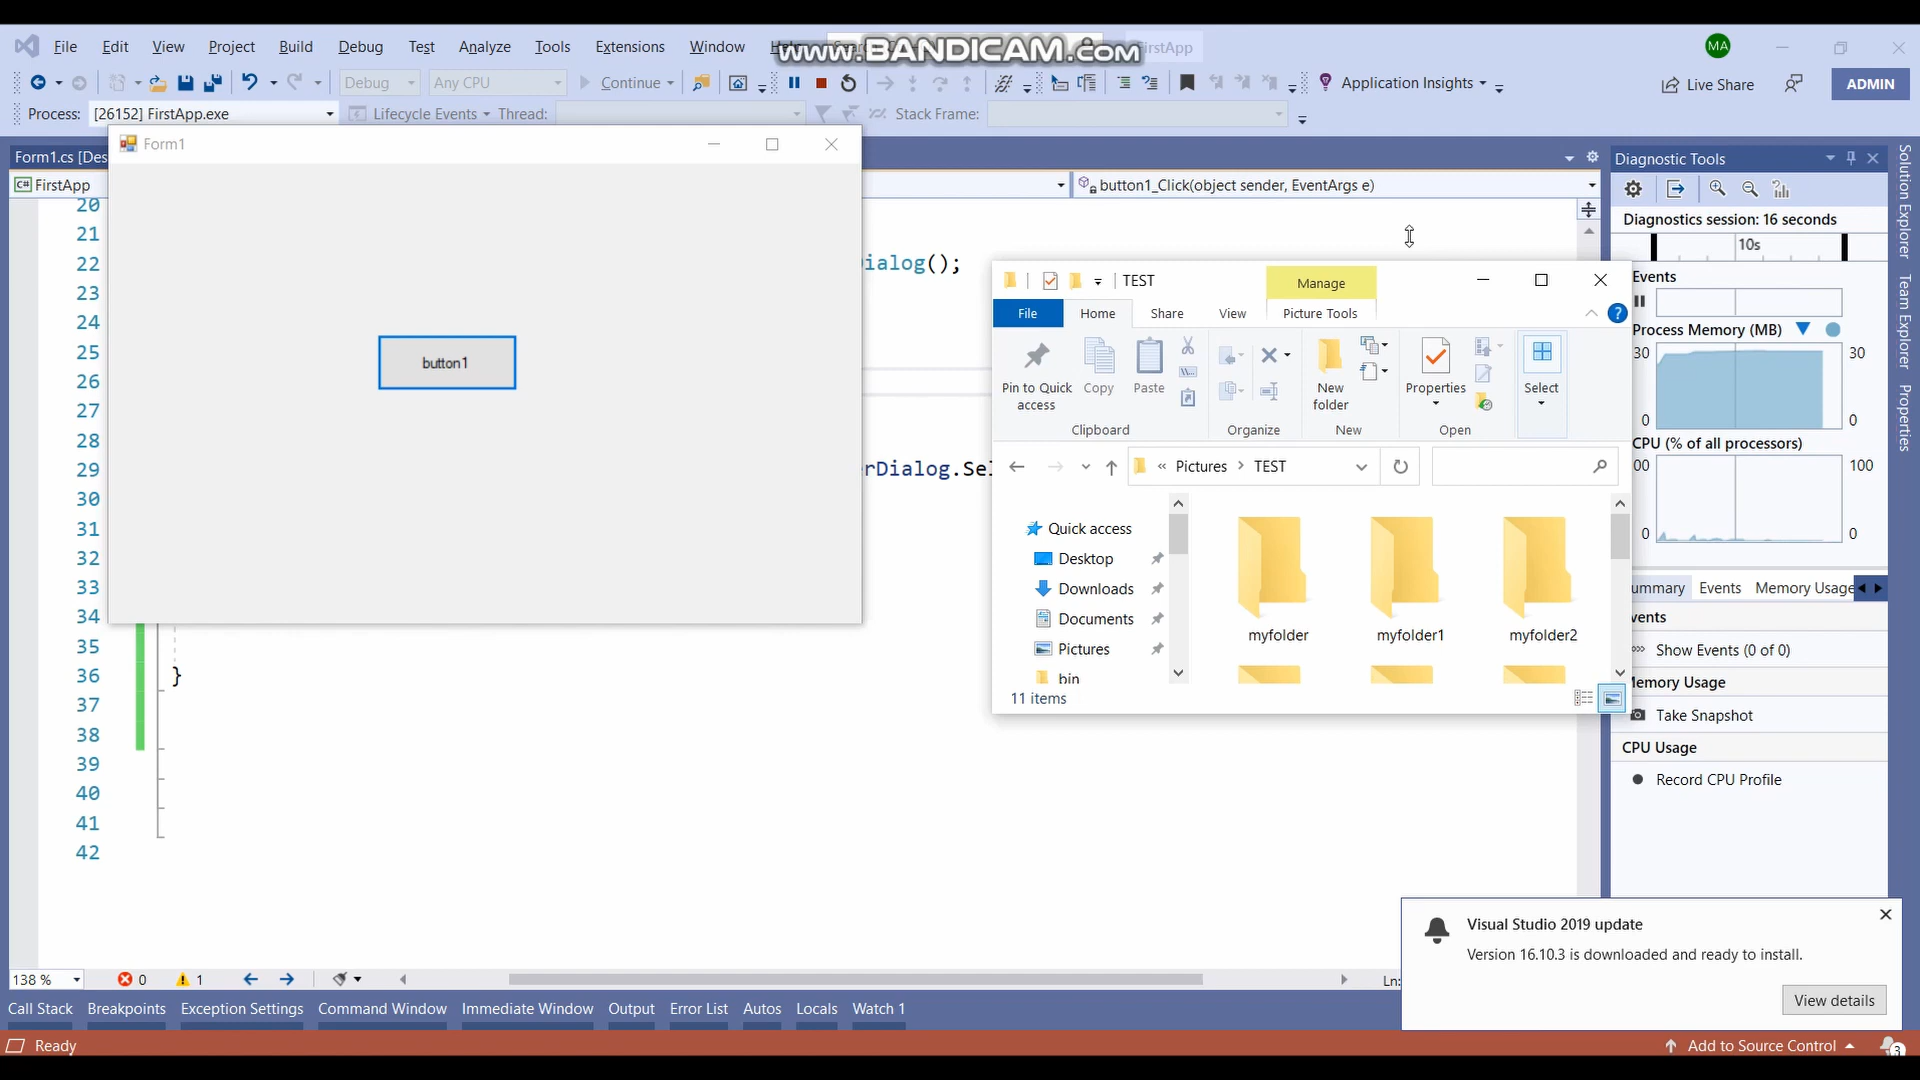 File Edit View Project Build Debug Test Analyze Tools Extensions Window Help
www.BANDICAM.com
FirstApp
MA
Debug Any CPU Continue Application Insights
Live Share ADMIN
Process: [26152] FirstApp.exe Lifecycle Events Thread: Stack Frame:
Form1.cs [Des
C# FirstApp
button1_Click(object sender, EventArgs e)
Form1
button1
20
21
22
23
24
25
26
27
28
29
30
31
32
33
34
35
36
37
38
39
40
41
42
ialog();
erDialog.Sel
}
TEST
Manage
File Home Share View Picture Tools
Pin to Quick access
Copy
Paste
New folder
Properties
Select
Clipboard Organize New Open
« Pictures > TEST
Quick access
Desktop
Downloads
Documents
Pictures
bin
myfolder myfolder1 myfolder2
11 items
Diagnostic Tools
Diagnostics session: 16 seconds
10s
Events
Process Memory (MB)
30 30
0 0
CPU (% of all processors)
00 100
0 0
ummary Events Memory Usage
vents
Show Events (0 of 0)
Memory Usage
Take Snapshot
CPU Usage
Record CPU Profile
Solution Explorer
Team Explorer
Properties
Visual Studio 2019 update
Version 16.10.3 is downloaded and ready to install.
View details
138 % 0 1 Ln:
Call Stack Breakpoints Exception Settings Command Window Immediate Window Output Error List Autos Locals Watch 1
Ready
Add to Source Control
3